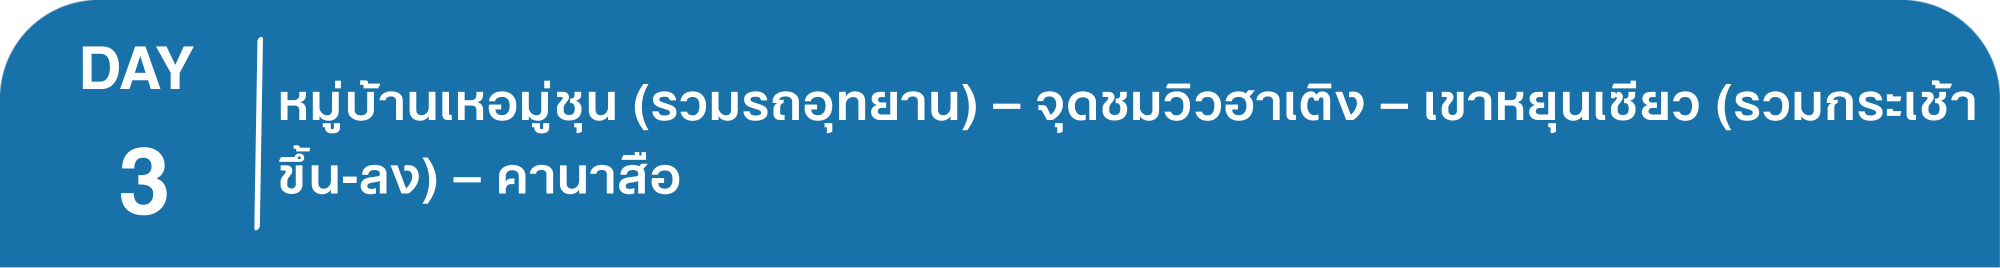 DAY
3
หมู่บ้านเหอมู่ชุน (รวมรถอุทยาน) – จุดชมวิวฮาเติง – เขาหยุนเซียว (รวมกระเช้า
ขึ้น-ลง) – คานาสือ